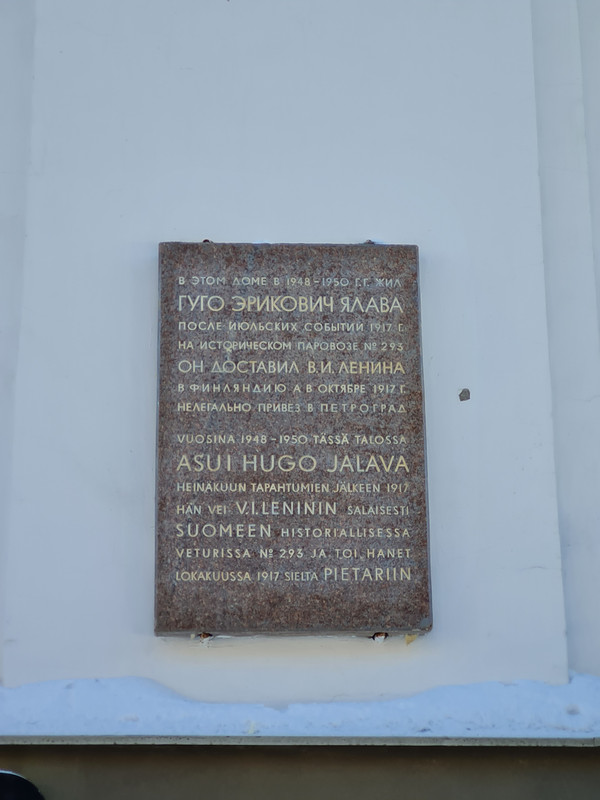 В ЭТОМ ДОМЕ В 1948-1950 Г.Г. ЖИЛ
ГУГО ЭРИКОВИЧ ЯЛАВА
ПОСЛЕ ИЮЛЬСКИХ СОБЫТИЙ 1917 Г.
НА ИСТОРИЧЕСКОМ ПАРОВОЗЕ № 293
ОН ДОСТАВИЛ В.И. ЛЕНИНА
В ФИНЛЯНДИЮ А В ОКТЯБРЕ 1917 Г.
НЕЛЕГАЛЬНО ПРИВЕЗ В ПЕТРОГРАД
VUOSINA 1948-1950 TÄSSÄ TALOSSA
ASUI HUGO JALAVA
HEINÄKUUN TAPAHTUMIEN JÄLKEEN 1917
HÄN VEI V.I. LENININ SALAISESTI
SUOMEEN HISTORIALLISESSA
VETURISSA № 293 JA TOI HÄNET
LOKAKUUSSA 1917 SIELTÄ PIETARIIN